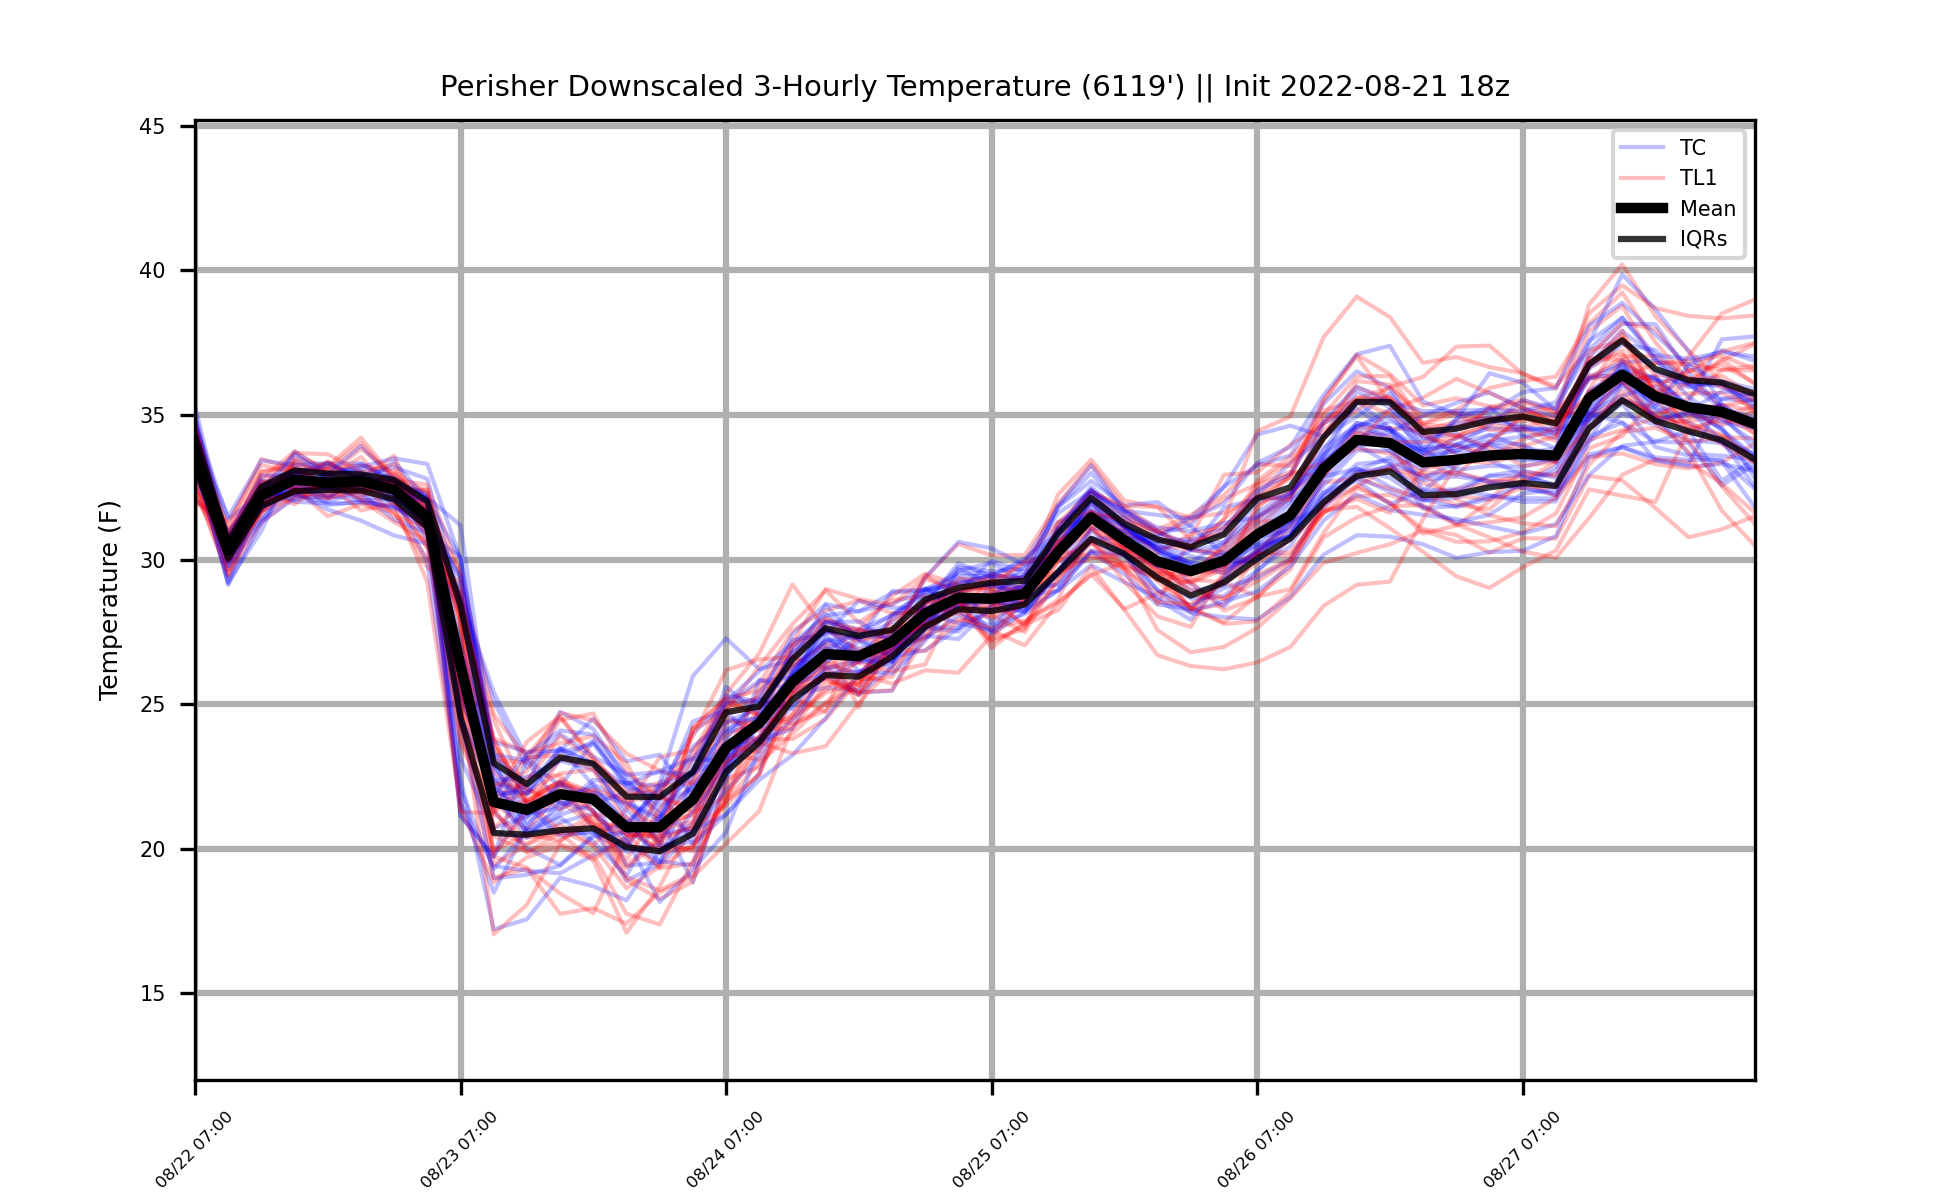 Perisher Downscaled 3-Hourly Temperature (6119') || Init 2022-08-21 18z
45
40
35
30
25
20
15
Temperature (F)
TC
TL1
Mean
IQRs
08/22 07:00
08/23 07:00
08/24 07:00
08/25 07:00
08/26 07:00
08/27 07:00